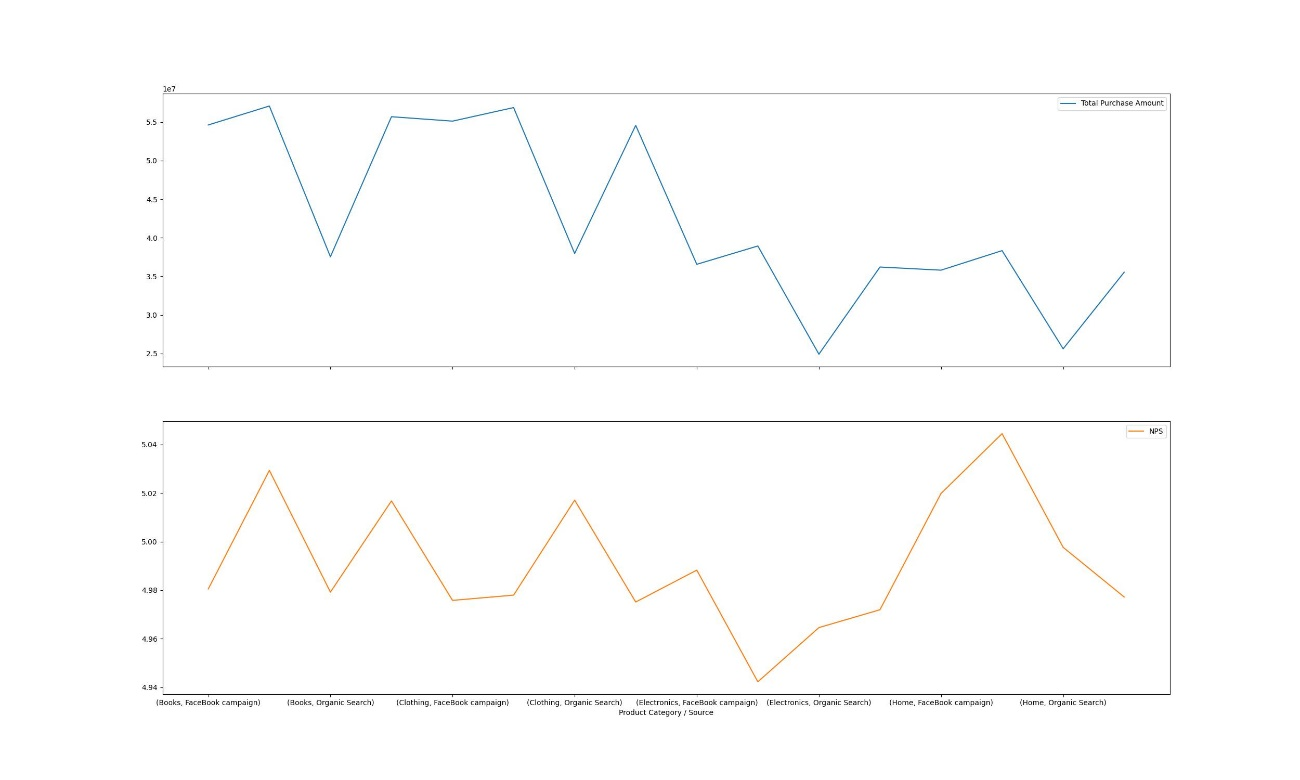 1e7
Total Purchase Amount
5.5
5.0
4.5
4.0
3.5
3.0
2.5
NPS
5.04
5.02
5.00
4.98
4.96
4.94
(Books, FaceBook campaign) (Books, Organic Search) (Clothing, FaceBook campaign) (Clothing, Organic Search) (Electronics, FaceBook campaign) (Electronics, Organic Search) (Home, FaceBook campaign) (Home, Organic Search)
Product Category / Source